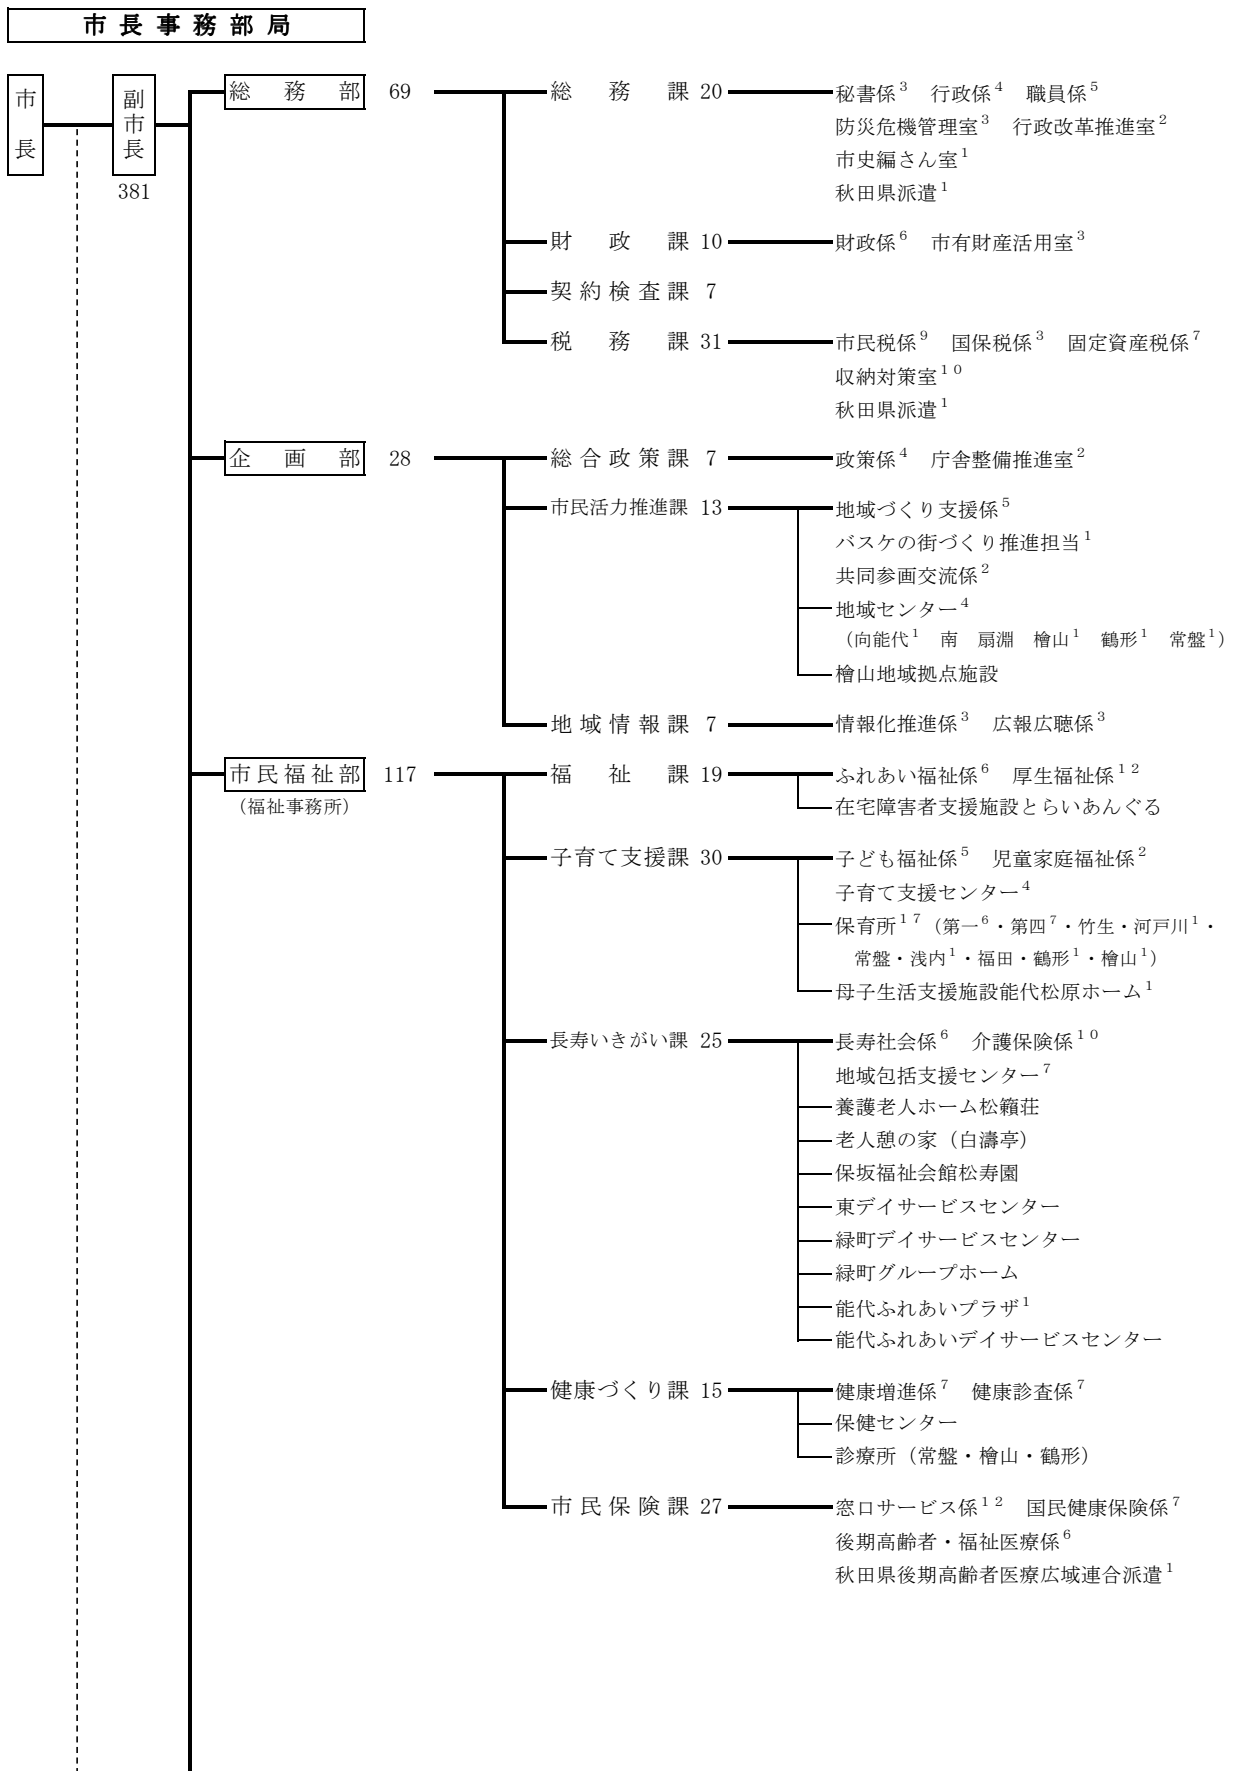 市長事務部局
市長
副市長
381
総務部 69
総務課 20
秘書係3 行政係4 職員係5
防災危機管理室3 行政改革推進室2
市史編さん室1
秋田県派遣1
財政課 10
財政係6 市有財産活用室3
契約検査課 7
税務課 31
市民税係9 国保税係3 固定資産税係7
収納対策室10
秋田県派遣1
企画部 28
総合政策課 7
政策係4 庁舎整備推進室2
市民活力推進課 13
地域づくり支援係5
バスケの街づくり推進担当1
共同参画交流係2
地域センター4
（向能代1 南 扇淵 檜山1 鶴形1 常盤1）
檜山地域拠点施設
地域情報課 7
情報化推進係3 広報広聴係3
市民福祉部 117
（福祉事務所）
福祉課 19
ふれあい福祉係6 厚生福祉係12
在宅障害者支援施設とらいあんぐる
子育て支援課 30
子ども福祉係5 児童家庭福祉係2
子育て支援センター4
保育所17（第一6・第四7・竹生・河戸川1・
常盤・浅内1・福田・鶴形1・檜山1）
母子生活支援施設能代松原ホーム1
長寿いきがい課 25
長寿社会係6 介護保険係10
地域包括支援センター7
養護老人ホーム松籟荘
老人憩の家（白濤亭）
保坂福祉会館松寿園
東デイサービスセンター
緑町デイサービスセンター
緑町グループホーム
能代ふれあいプラザ1
能代ふれあいデイサービスセンター
健康づくり課 15
健康増進係7 健康診査係7
保健センター
診療所（常盤・檜山・鶴形）
市民保険課 27
窓口サービス係12 国民健康保険係7
後期高齢者・福祉医療係6
秋田県後期高齢者医療広域連合派遣1